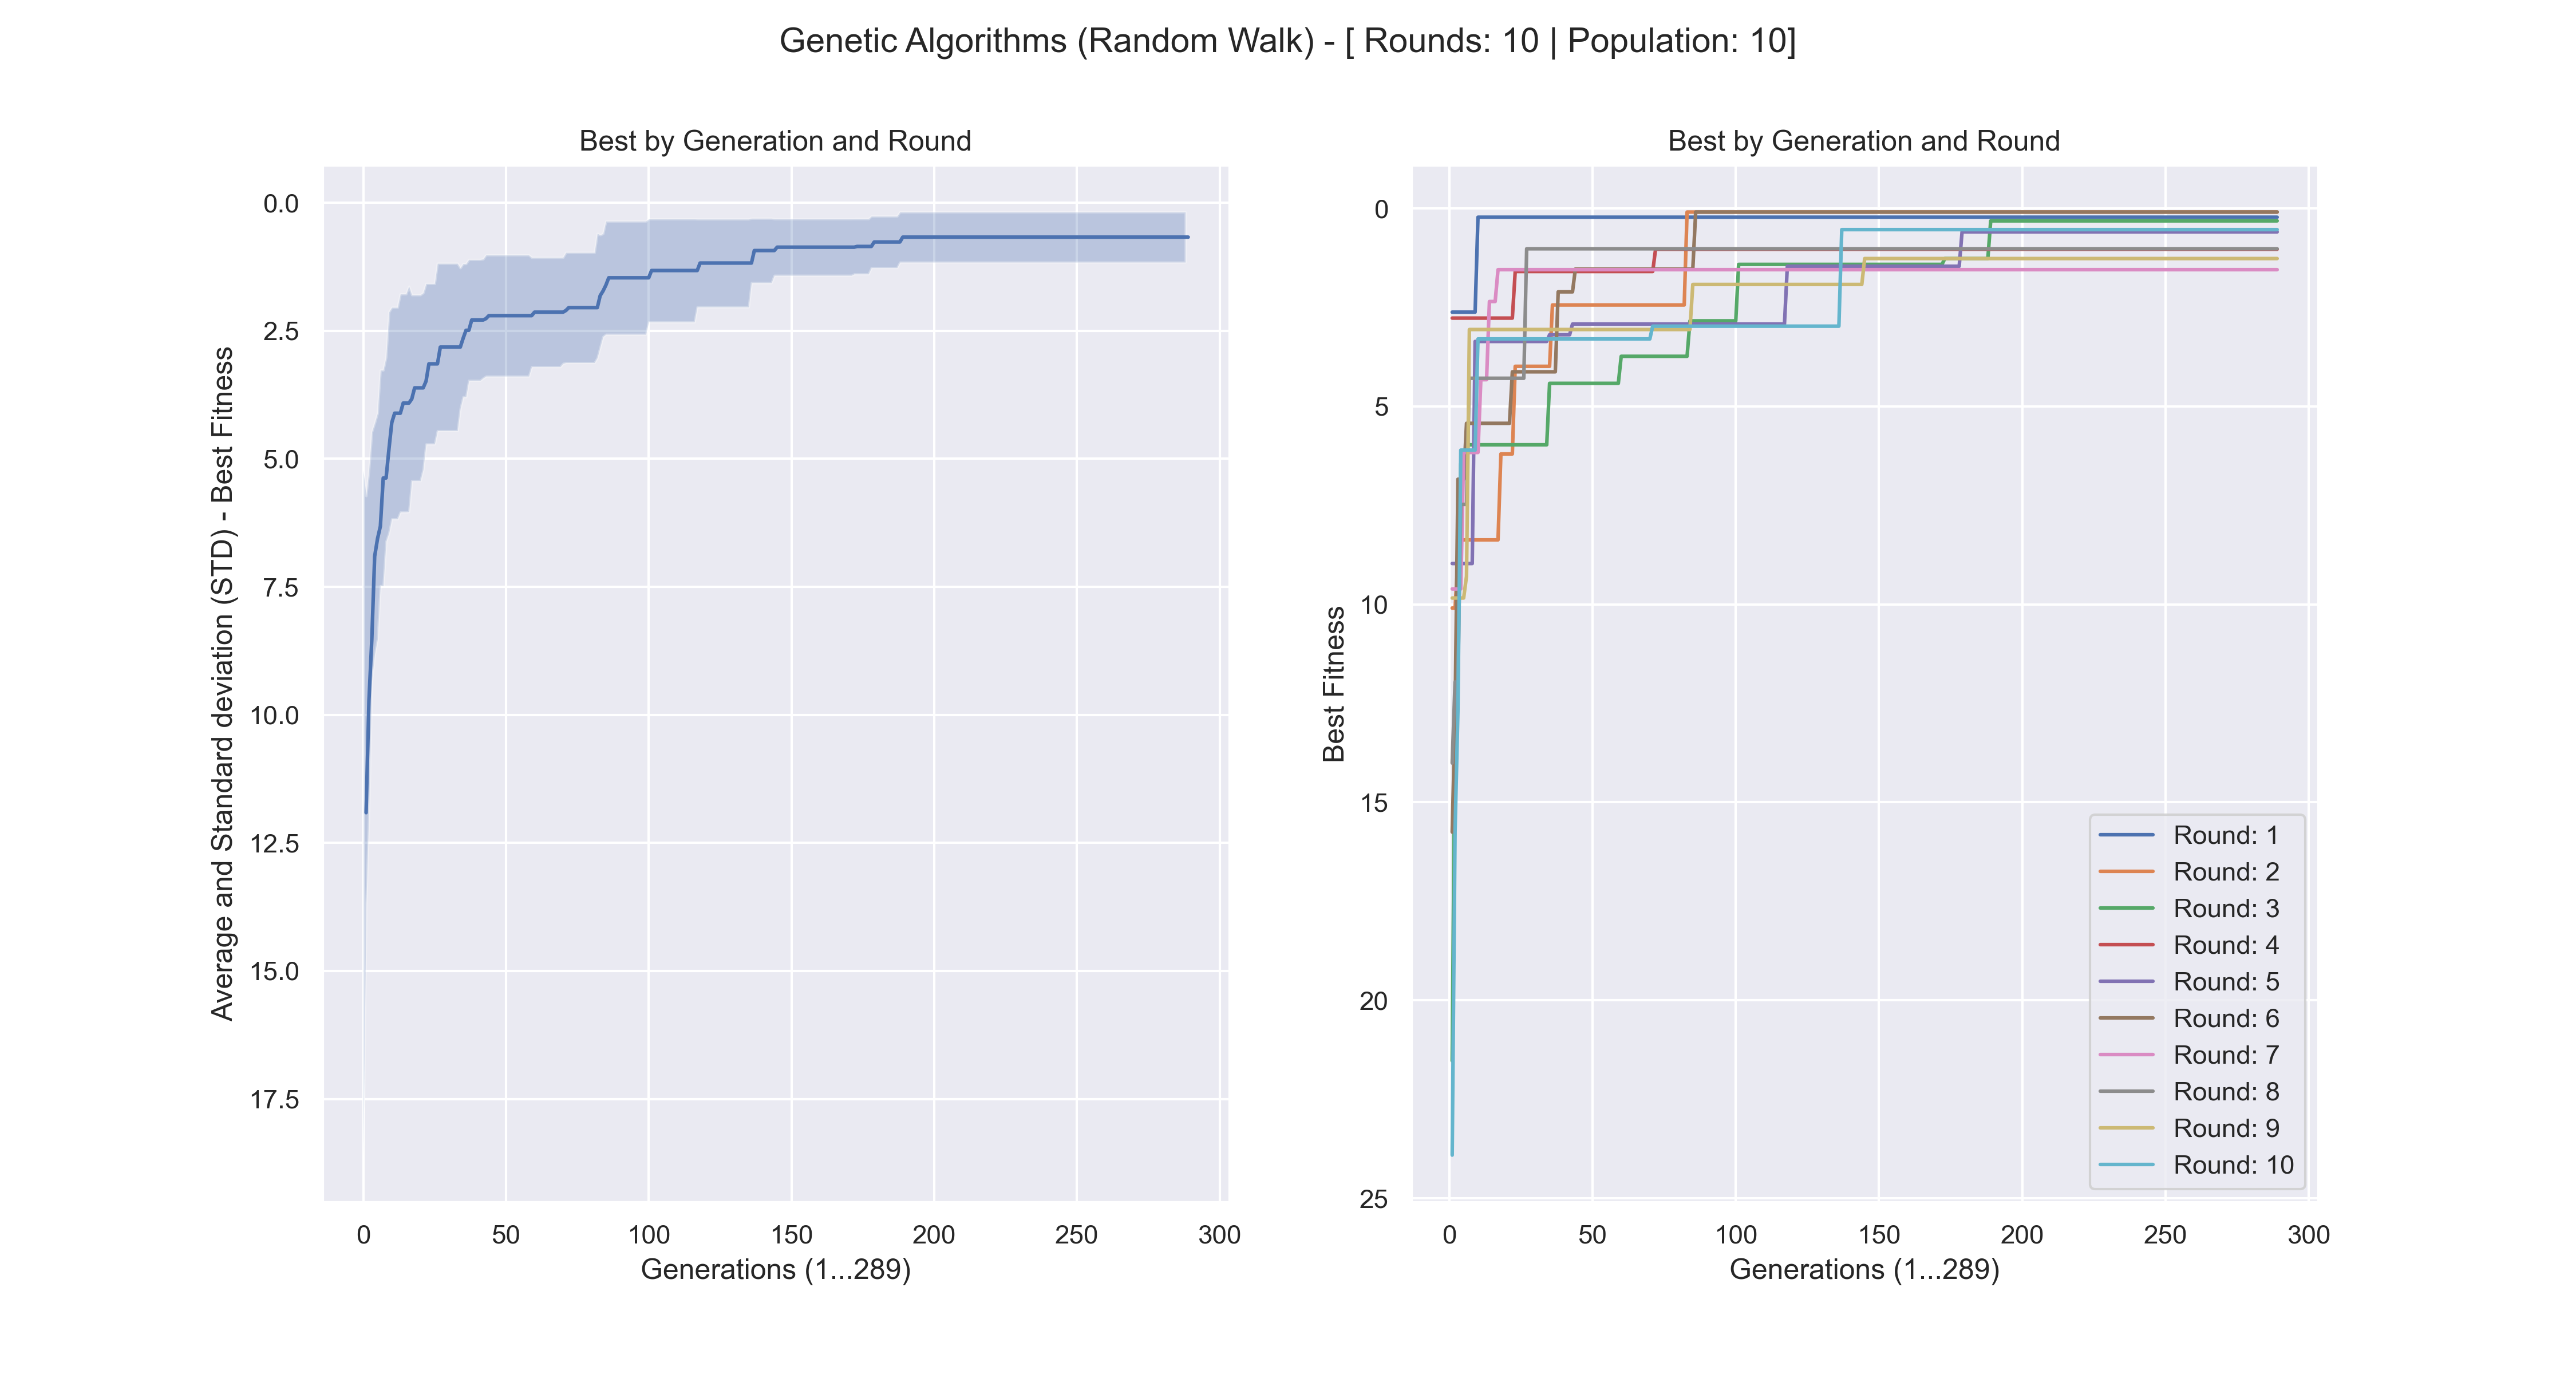 Genetic Algorithms (Random Walk) - [ Rounds: 10 | Population: 10]
Best by Generation and Round
Average and Standard deviation (STD) - Best Fitness
0.0
2.5
5.0
7.5
10.0
12.5
15.0
17.5
0
50
100
150
200
250
300
Generations (1...289)
Best by Generation and Round
Best Fitness
0
5
10
15
20
25
Round: 1
Round: 2
Round: 3
Round: 4
Round: 5
Round: 6
Round: 7
Round: 8
Round: 9
Round: 10
0
50
100
150
200
250
300
Generations (1...289)